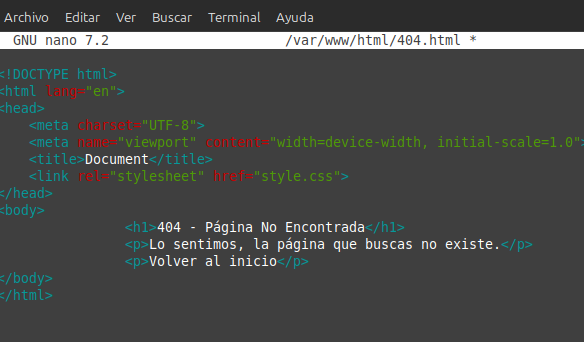 Archivo Editar Ver Buscar Terminal Ayuda
GNU nano 7.2 /var/www/html/404.html *
<!DOCTYPE html>
<html lang="en">
<head>
<meta charset="UTF-8">
<meta name="viewport" content="width=device-width, initial-scale=1.0">
<title>Document</title>
<link rel="stylesheet" href="style.css">
</head>
<body>
<h1>404 - Página No Encontrada</h1>
<p>Lo sentimos, la página que buscas no existe.</p>
<p>Volver al inicio</p>
</body>
</html>